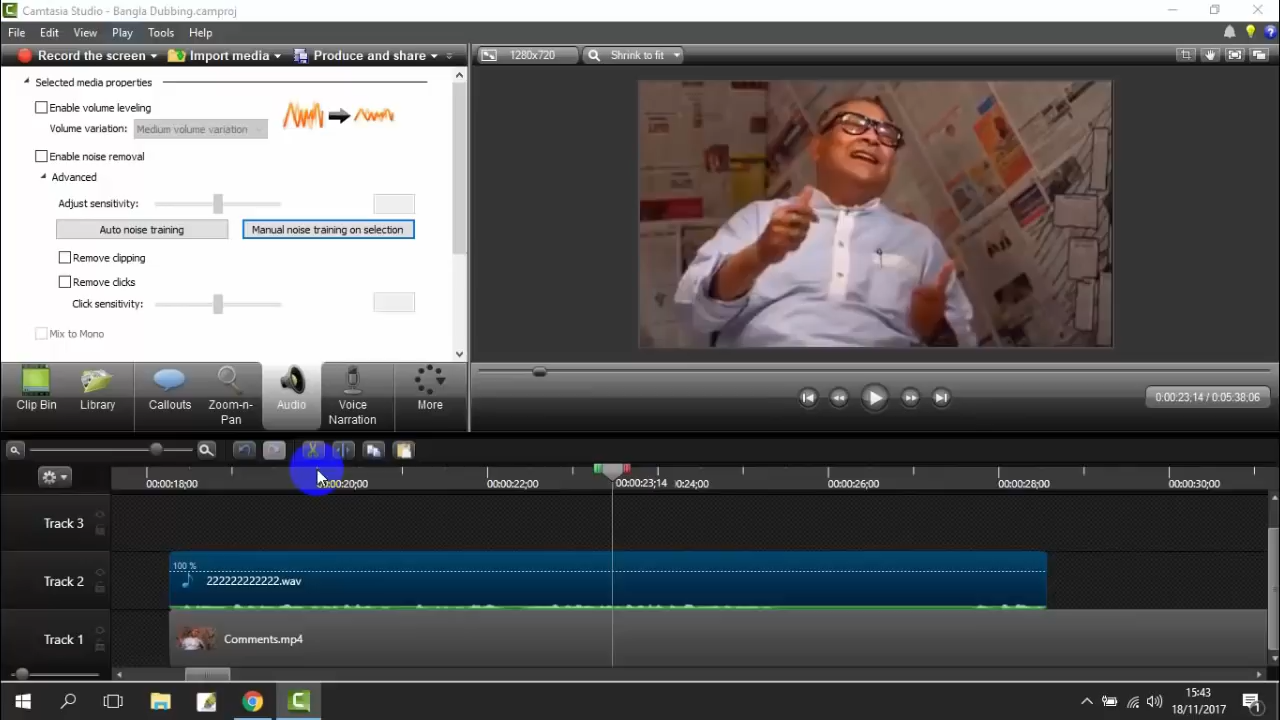 Camtasia Studio - Bangla Dubbing.camproj
File Edit View Play Tools Help
Record the screen Import media Produce and share
1280x720 Shrink to fit
Selected media properties
Enable volume leveling
Volume variation: Medium volume variation
Enable noise removal
Advanced
Adjust sensitivity:
Auto noise training Manual noise training on selection
Remove clipping
Remove clicks
Click sensitivity:
Mix to Mono
Clip Bin Library Callouts Zoom-n-Pan Audio Voice Narration More
0:00:23;14 / 0:05:38;06
00:00:18;00 00:00:20;00 00:00:22;00 00:00:23;14 00:00:24;00 00:00:26;00 00:00:28;00 00:00:30;00
Track 3
100 %
Track 2 222222222222.wav
Track 1 Comments.mp4
15:43
18/11/2017
1